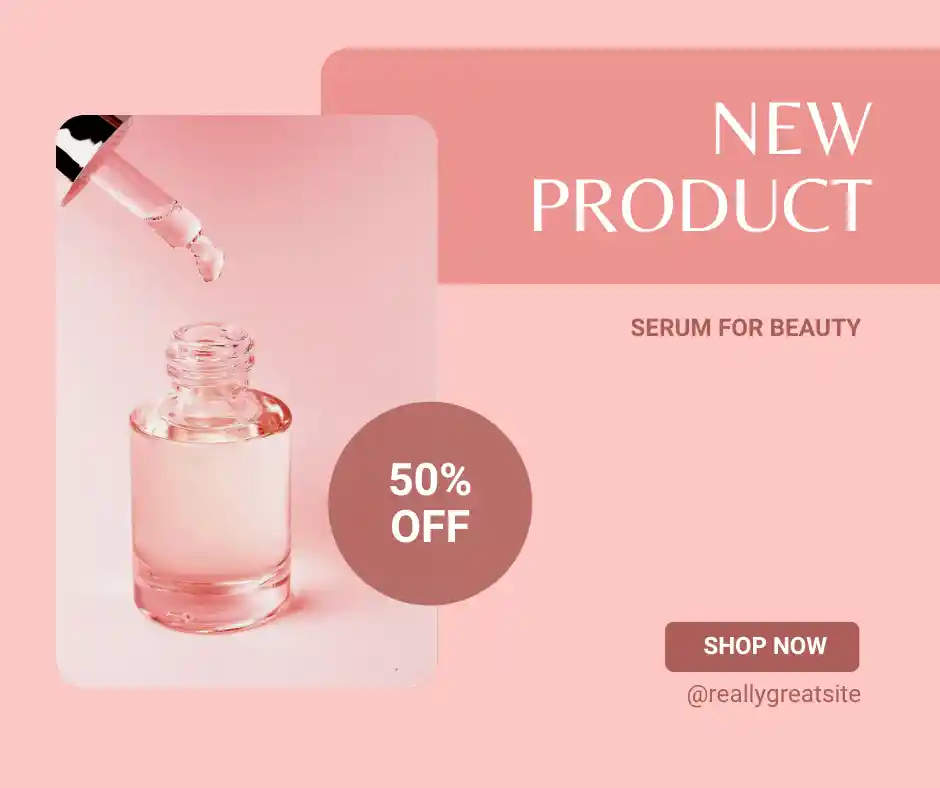 NEW
PRODUCT
SERUM FOR BEAUTY
50%
OFF
SHOP NOW
@reallygreatsite